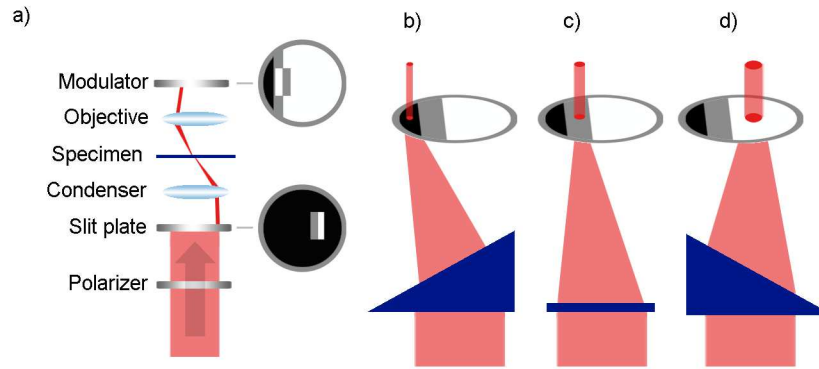 a)
Modulator
Objective
Specimen
Condenser
Slit plate
Polarizer
b)
c)
d)